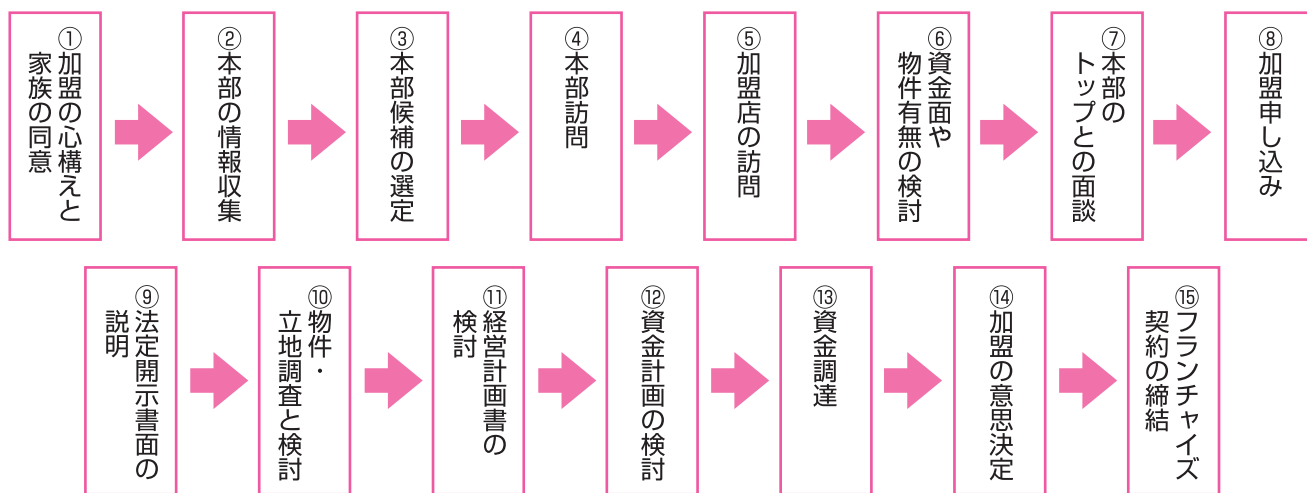 ①加盟の心構えと
家族の同意
②本部の情報収集
③本部候補の選定
④本部訪問
⑤加盟店の訪問
⑥資金面や
物件有無の検討
⑦本部の
トップとの面談
⑧加盟申し込み
⑨法定開示書面の
説明
⑩物件・
立地調査と検討
⑪経営計画書の
検討
⑫資金計画の検討
⑬資金調達
⑭加盟の意思決定
⑮フランチャイズ
契約の締結